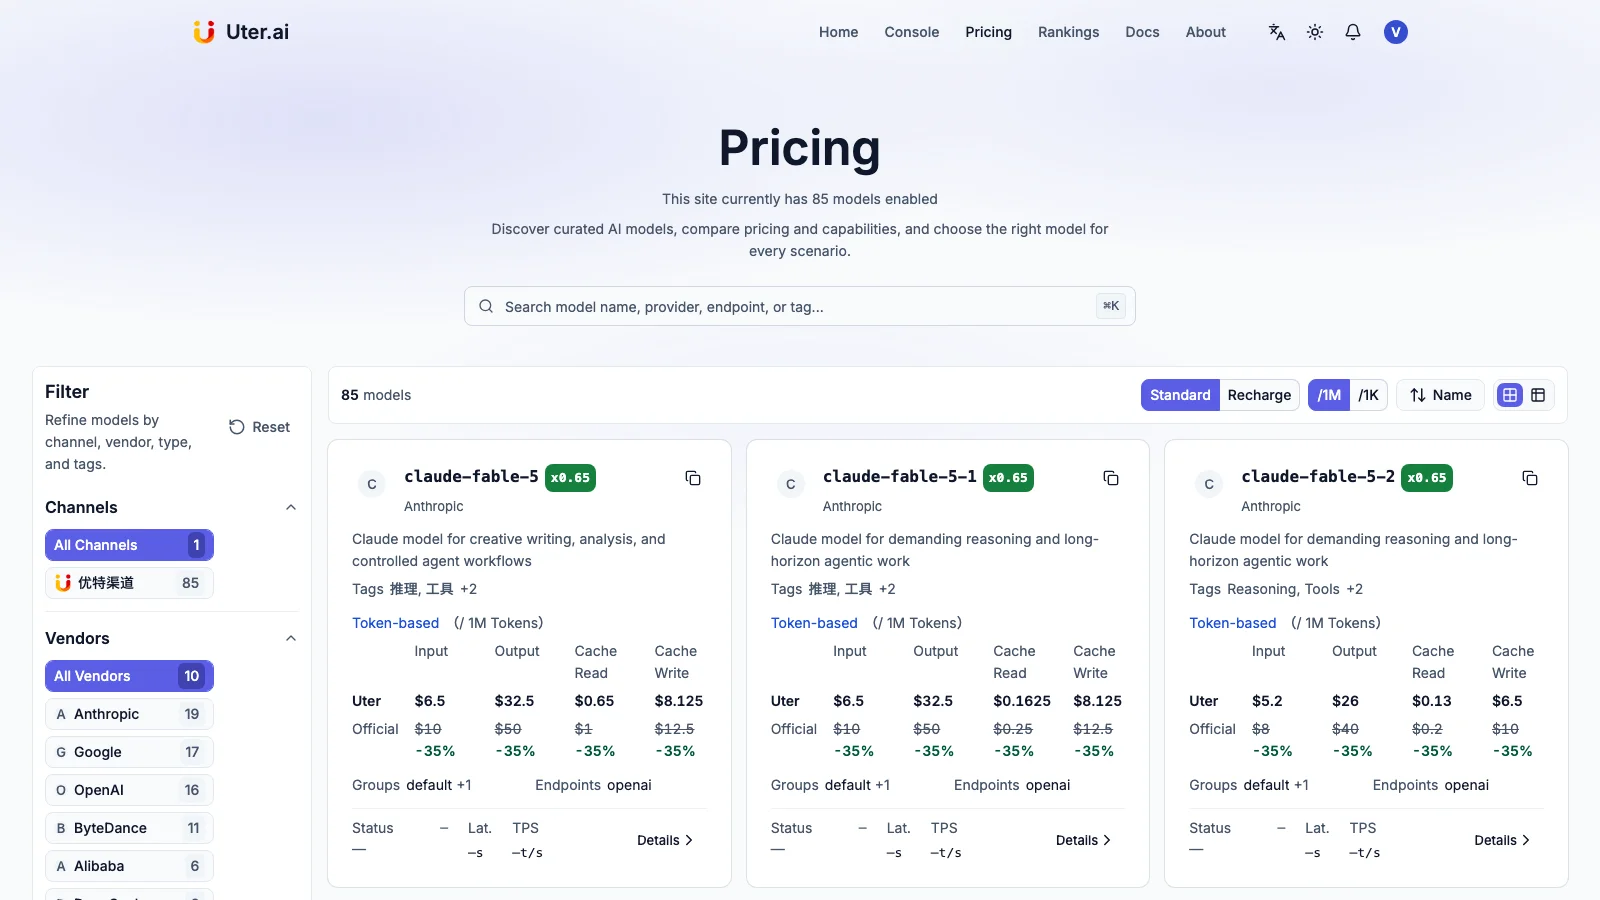 Uter.ai
Home Console Pricing Rankings Docs About V
Pricing
This site currently has 85 models enabled
Discover curated AI models, compare pricing and capabilities, and choose the right model for
every scenario.
Search model name, provider, endpoint, or tag... ⌘K
Filter
Refine models by
channel, vendor, type,
and tags.
Reset
Channels
All Channels 1
优特渠道 85
Vendors
All Vendors 10
A Anthropic 19
G Google 17
O OpenAI 16
B ByteDance 11
A Alibaba 6
85 models
Standard Recharge /1M /1K Name
C claude-fable-5 x0.65
Anthropic
Claude model for creative writing, analysis, and
controlled agent workflows
Tags 推理, 工具 +2
Token-based (/ 1M Tokens)
Input Output Cache Read Cache Write
Uter $6.5 $32.5 $0.65 $8.125
Official $10 $50 $1 $12.5
-35% -35% -35% -35%
Groups default +1 Endpoints openai
Status – Lat. TPS
— –s –t/s
Details
C claude-fable-5-1 x0.65
Anthropic
Claude model for demanding reasoning and long-
horizon agentic work
Tags 推理, 工具 +2
Token-based (/ 1M Tokens)
Input Output Cache Read Cache Write
Uter $6.5 $32.5 $0.1625 $8.125
Official $10 $50 $0.25 $12.5
-35% -35% -35% -35%
Groups default +1 Endpoints openai
Status – Lat. TPS
— –s –t/s
Details
C claude-fable-5-2 x0.65
Anthropic
Claude model for demanding reasoning and long-
horizon agentic work
Tags Reasoning, Tools +2
Token-based (/ 1M Tokens)
Input Output Cache Read Cache Write
Uter $5.2 $26 $0.13 $6.5
Official $8 $40 $0.2 $10
-35% -35% -35% -35%
Groups default +1 Endpoints openai
Status – Lat. TPS
— –s –t/s
Details